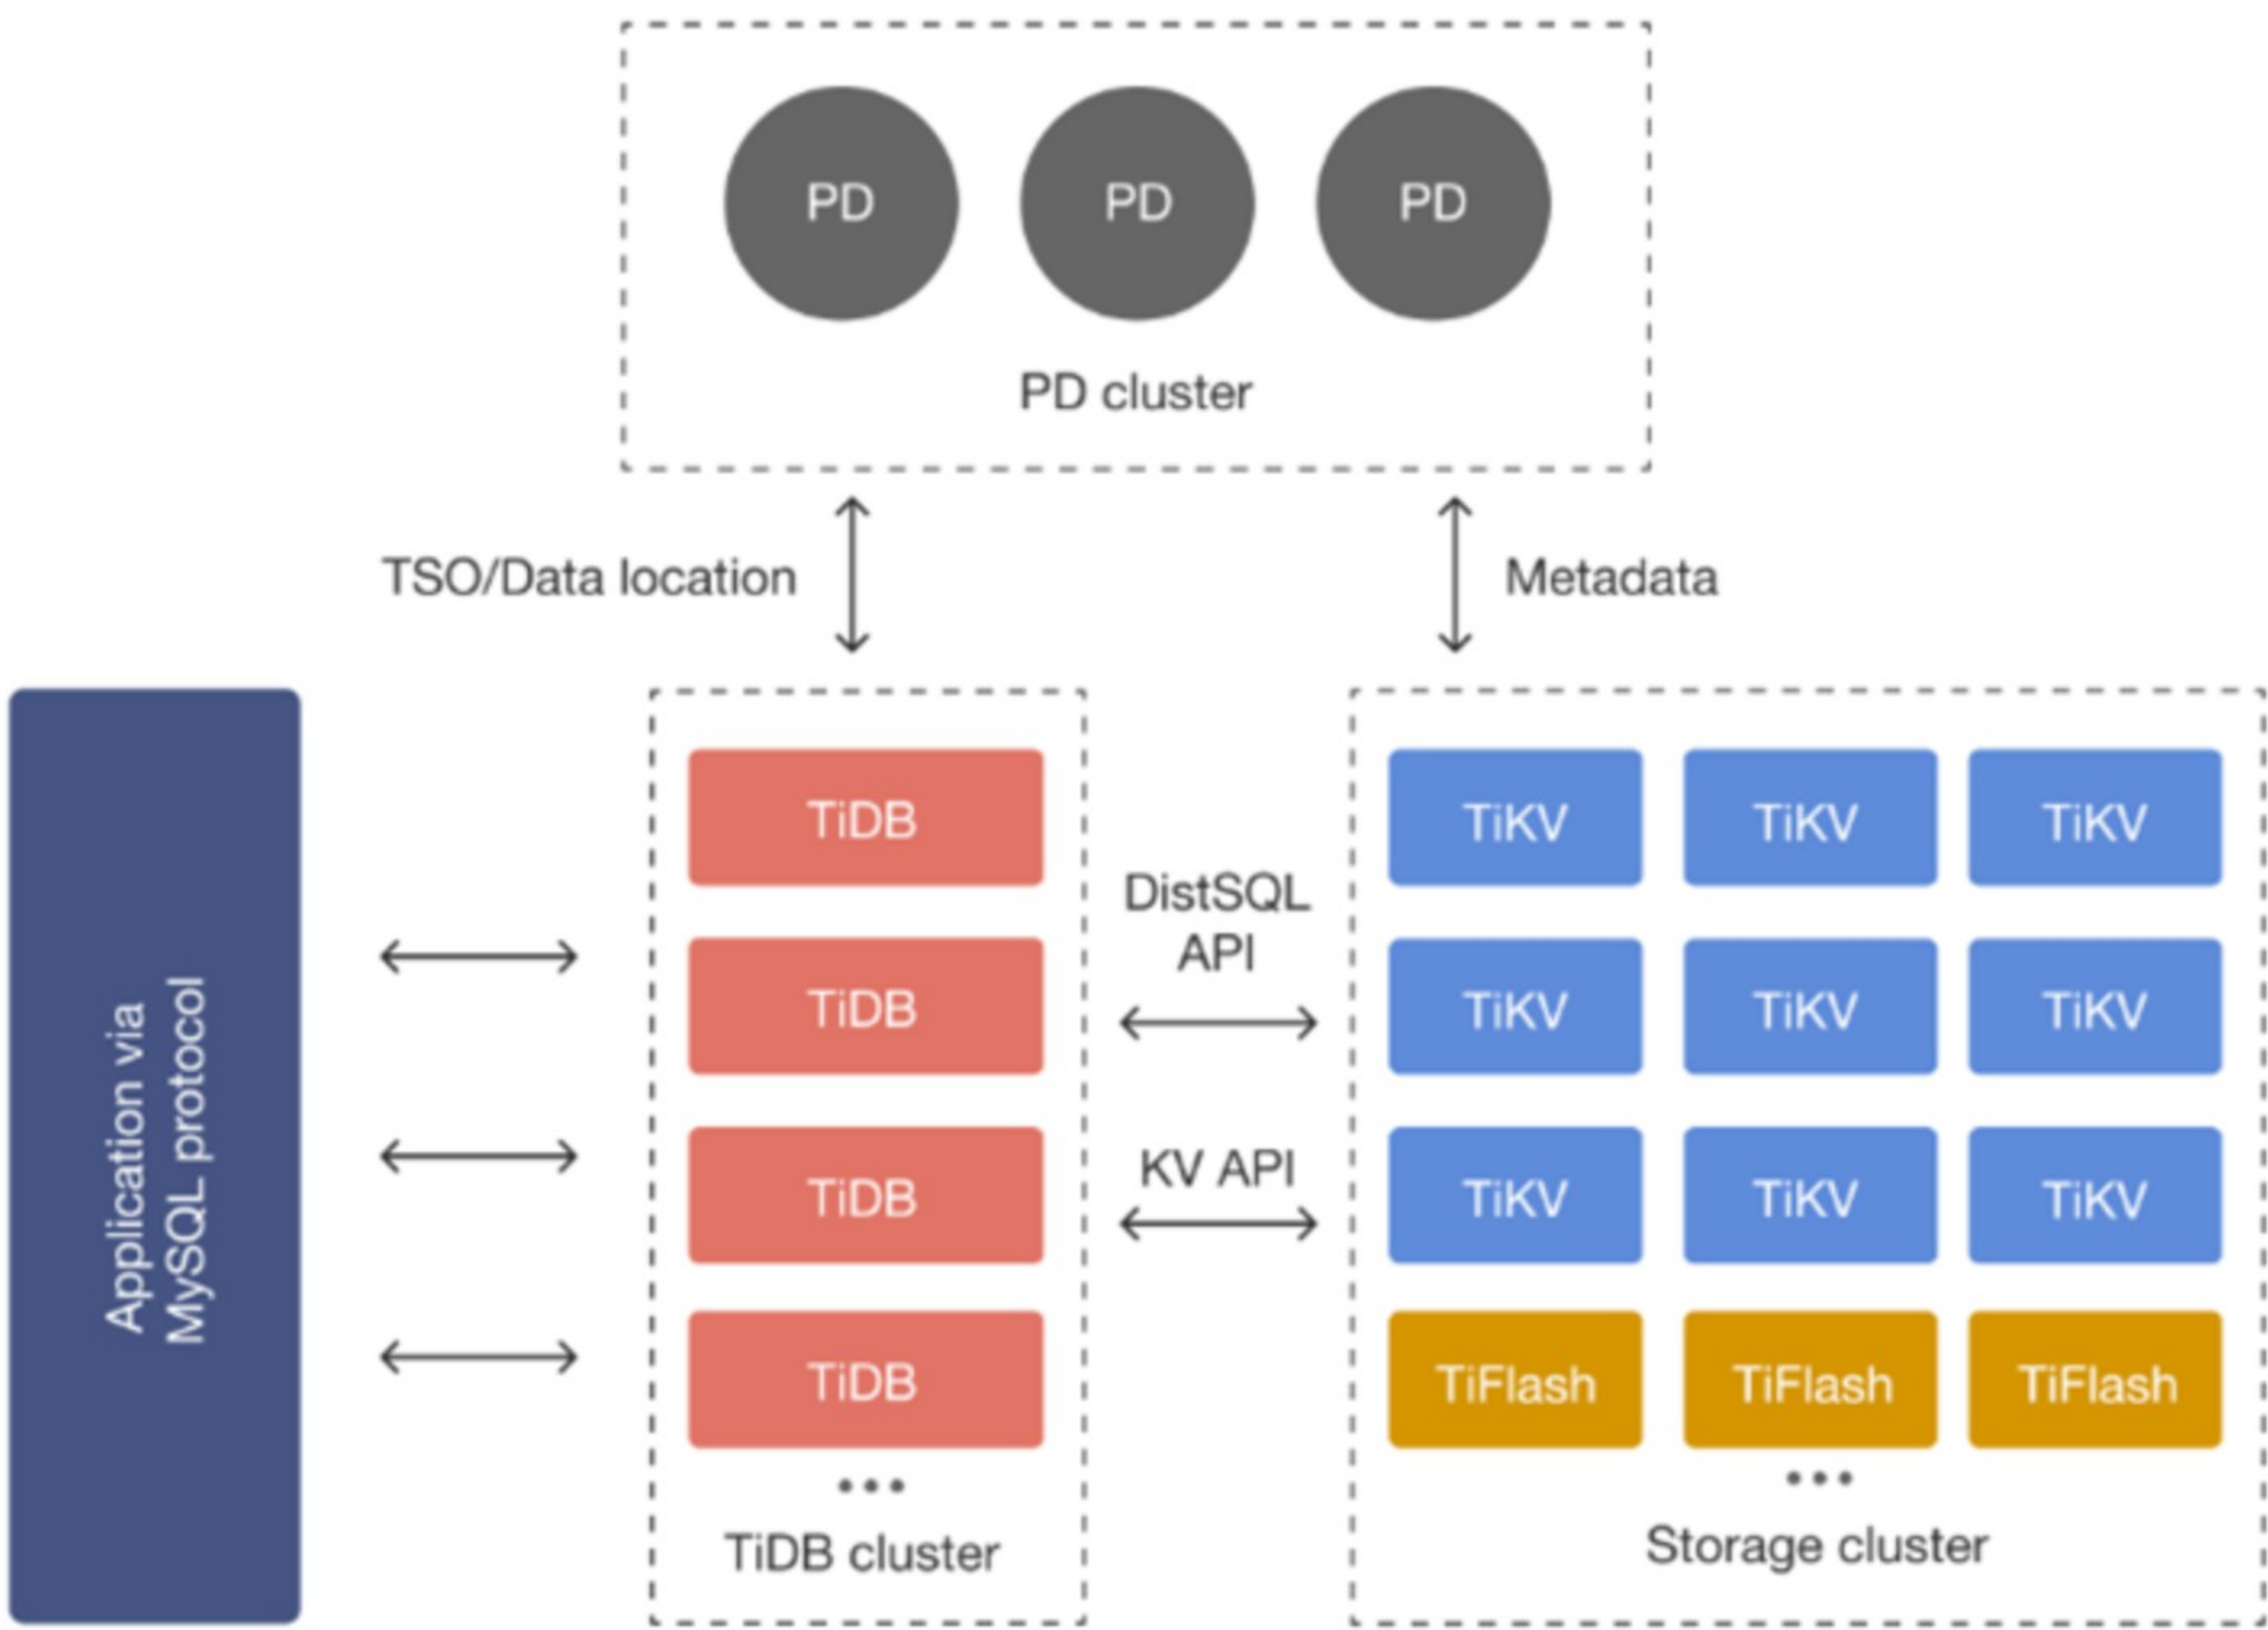 PD PD PD
PD cluster
TSO/Data location
Metadata
Application via
MySQL protocol
TiDB
TiDB
TiDB
TiDB
•••
TiDB cluster
DistSQL
API
KV API
TiKV TiKV TiKV
TiKV TiKV TiKV
TiKV TiKV TiKV
TiFlash TiFlash TiFlash
•••
Storage cluster